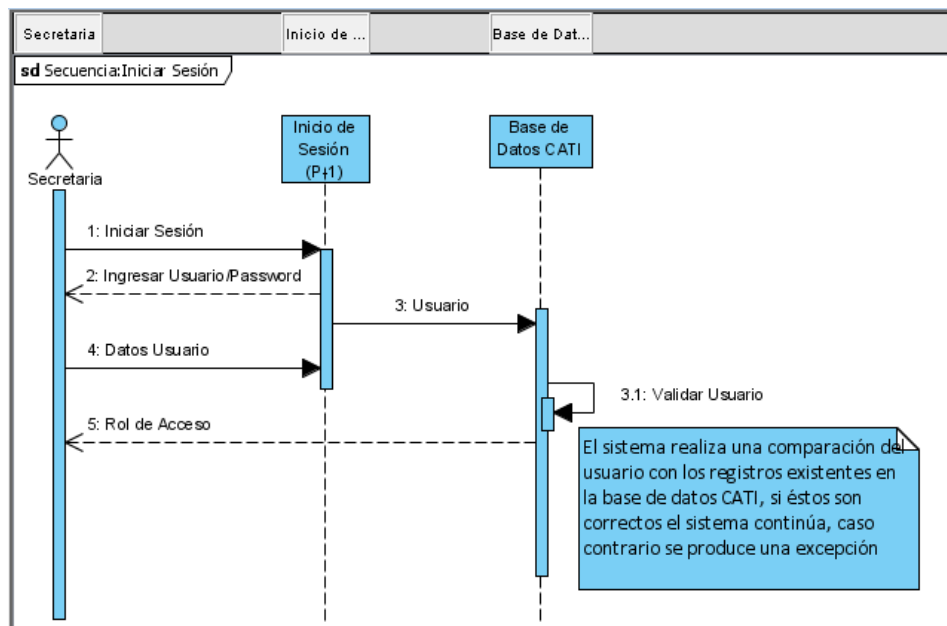 Secretaria
Inicio de ...
Base de Dat...
sd Secuencia:Iniciar Sesión
Inicio de
Sesión
(P+1)
Base de
Datos CATI
Secretaria
1: Iniciar Sesión
2: Ingresar Usuario/Password
3: Usuario
4: Datos Usuario
3.1: Validar Usuario
5: Rol de Acceso
El sistema realiza una comparación del
usuario con los registros existentes en
la base de datos CATI, si éstos son
correctos el sistema continúa, caso
contrario se produce una excepción